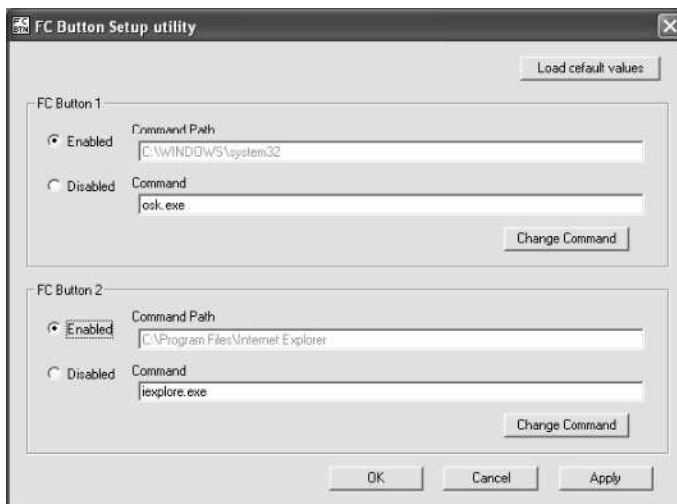 FC BTN FC Button Setup utility
Load cefault values
FC Button 1
Enabled
Command Path
C:\WINDOWS\system32
Disabled
Command
osk.exe
Change Command
FC Button 2
Enabled
Command Path
C:\Program Files\Internet Explorer
Disabled
Command
iexplore.exe
Change Command
OK Cancel Apply